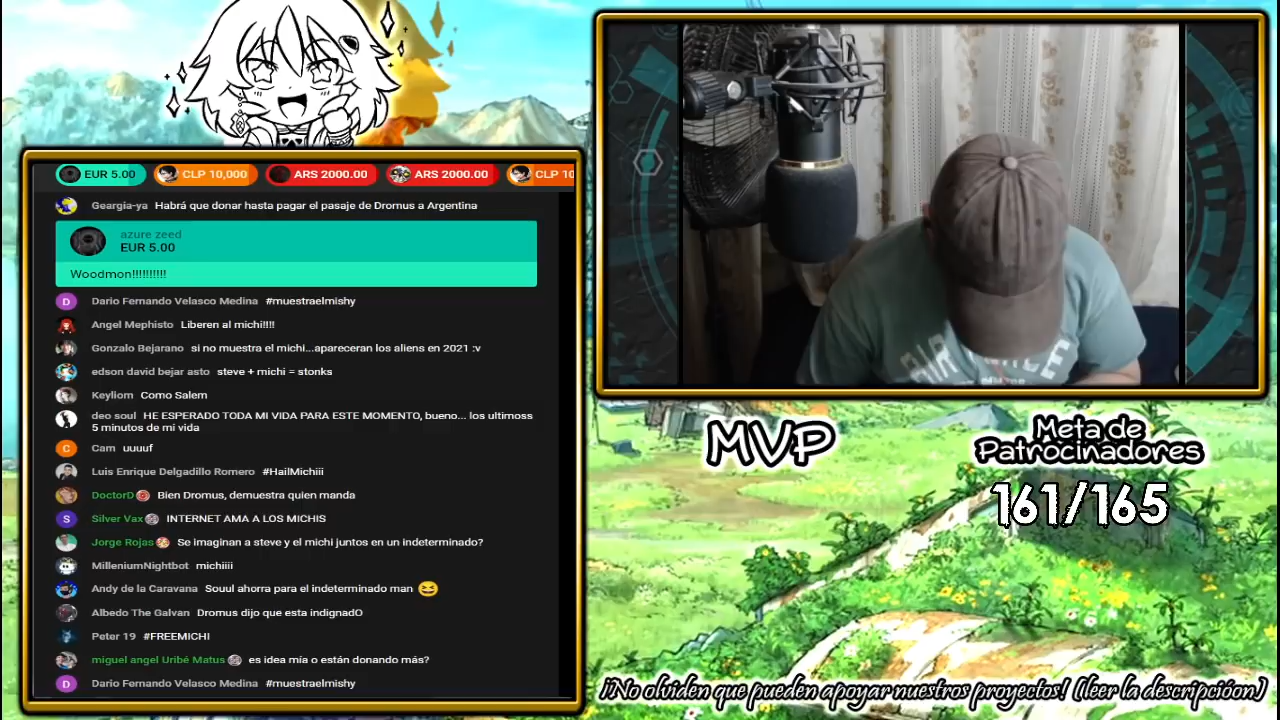 EUR 5.00
CLP 10,000
ARS 2000.00
ARS 2000.00
CLP 10
Geargia-ya Habrá que donar hasta pagar el pasaje de Dromus a Argentina
azure zeed
EUR 5.00
Woodmon!!!!!!!!!!
D Dario Fernando Velasco Medina #muestraelmishy
Angel Mephisto Liberen al michi!!!!
Gonzalo Bejarano si no muestra el michi...apareceran los aliens en 2021 :v
edson david bejar asto steve + michi = stonks
Keyliom Como Salem
deo soul HE ESPERADO TODA MI VIDA PARA ESTE MOMENTO, bueno... los ultimoss
5 minutos de mi vida
C Cam uuuuf
Luis Enrique Delgadillo Romero #HailMichiii
DoctorD Bien Dromus, demuestra quien manda
S Silver Vax INTERNET AMA A LOS MICHIS
Jorge Rojas Se imaginan a steve y el michi juntos en un indeterminado?
MilleniumNightbot michiiii
Andy de la Caravana Souul ahorra para el indeterminado man
Albedo The Galvan Dromus dijo que esta indignadO
Peter 19 #FREEMICHI
miguel angel Uribé Matus es idea mía o están donando más?
D Dario Fernando Velasco Medina #muestraelmishy
MVP
Meta de
Patrocinadores
161/165
¡¡No olviden que pueden apoyar nuestros proyectos! (leer la descripcióon)